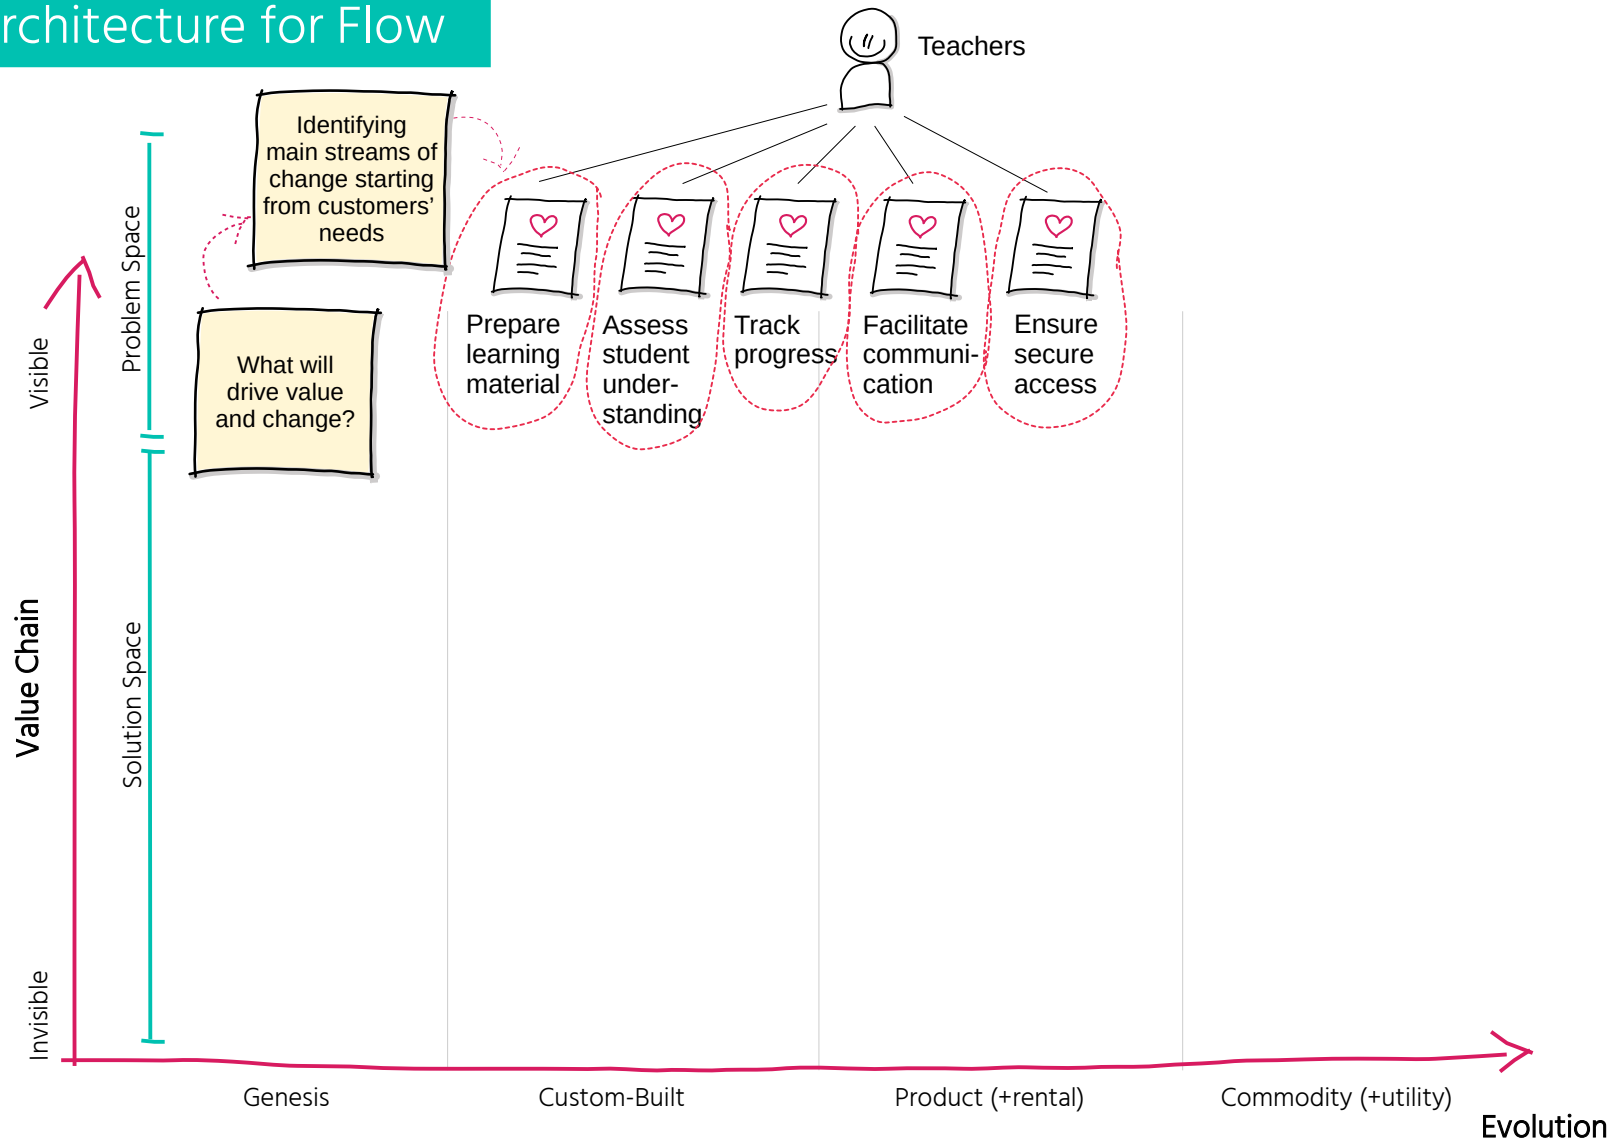 rchitecture for Flow
Teachers
Identifying
main streams of
change starting
from customers’
needs
What will
drive value
and change?
Prepare
learning
material
Assess
student
under-
standing
Track
progress
Facilitate
communi-
cation
Ensure
secure
access
Problem Space
Visible
Value Chain
Solution Space
Invisible
Genesis
Custom-Built
Product (+rental)
Commodity (+utility)
Evolution